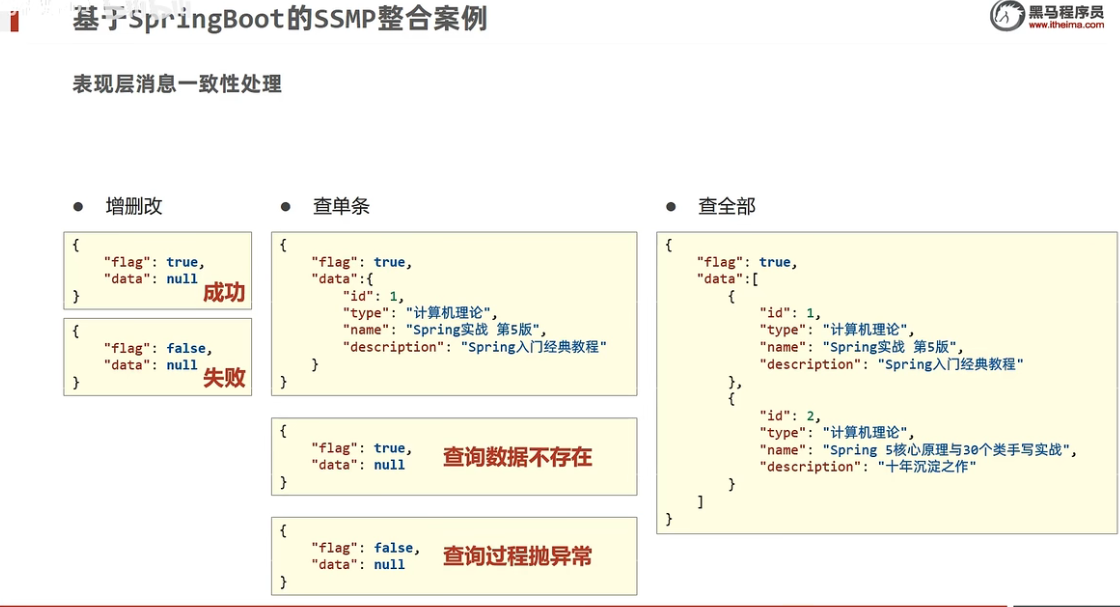 基于SpringBoot的SSMP整合案例
黑马程序员
www.itheima.com
表现层消息一致性处理
● 增删改
{
"flag": true,
"data": null
}
成功
{
"flag": false,
"data": null
}
失败
● 查单条
{
"flag": true,
"data":{
"id": 1,
"type": "计算机理论",
"name": "Spring实战 第5版",
"description": "Spring入门经典教程"
}
}
{
"flag": true,
"data": null
}
查询数据不存在
{
"flag": false,
"data": null
}
查询过程抛异常
● 查全部
{
"flag": true,
"data":[
{
"id": 1,
"type": "计算机理论",
"name": "Spring实战 第5版",
"description": "Spring入门经典教程"
},
{
"id": 2,
"type": "计算机理论",
"name": "Spring 5核心原理与30个类手写实战",
"description": "十年沉淀之作"
}
]
}